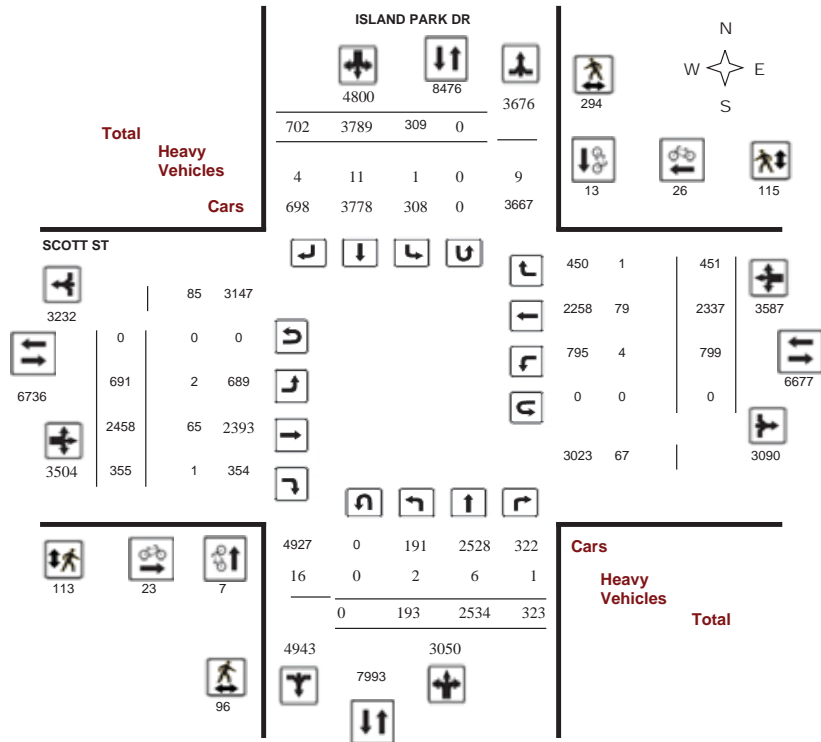 ISLAND PARK DR
N
W E
S
4800 8476 3676 294
Total 702 3789 309 0
Heavy
Vehicles 4 11 1 0 9
Cars 698 3778 308 0 3667
13 26 115
SCOTT ST
3232 85 3147
0 0 0
6736
691 2 689
2458 65 2393
3504
355 1 354
450 1 451
2258 79 2337 3587
795 4 799
6677
0 0 0
3023 67 3090
4927 0 191 2528 322 Cars
16 0 2 6 1 Heavy
Vehicles
0 193 2534 323 Total
113 23 7
4943 3050
7993
96